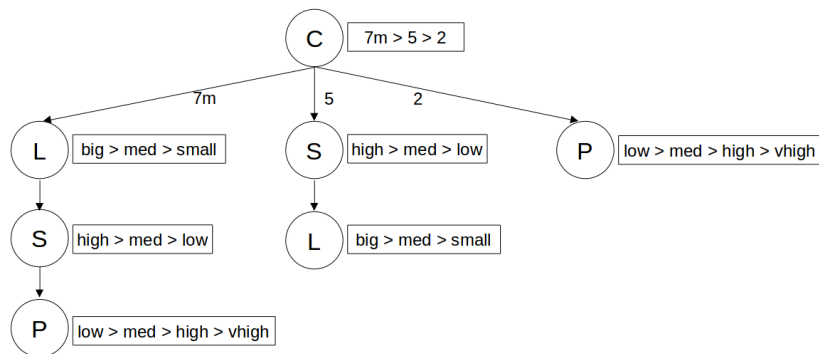 C 7m > 5 > 2
7m 5 2
L big > med > small S high > med > low P low > med > high > vhigh
S high > med > low L big > med > small
P low > med > high > vhigh